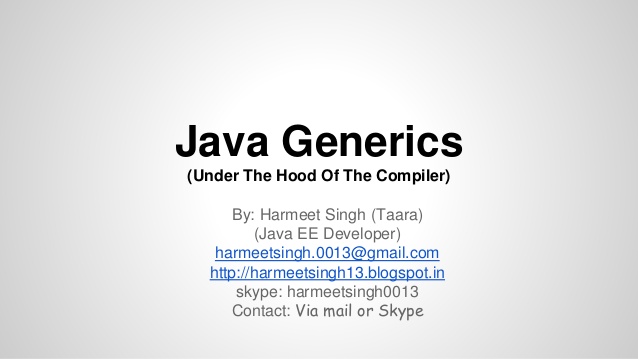 Java Generics
(Under The Hood Of The Compiler)
By: Harmeet Singh (Taara)
(Java EE Developer)
harmeetsingh.0013@gmail.com
http://harmeetsingh13.blogspot.in
skype: harmeetsingh0013
Contact: Via mail or Skype